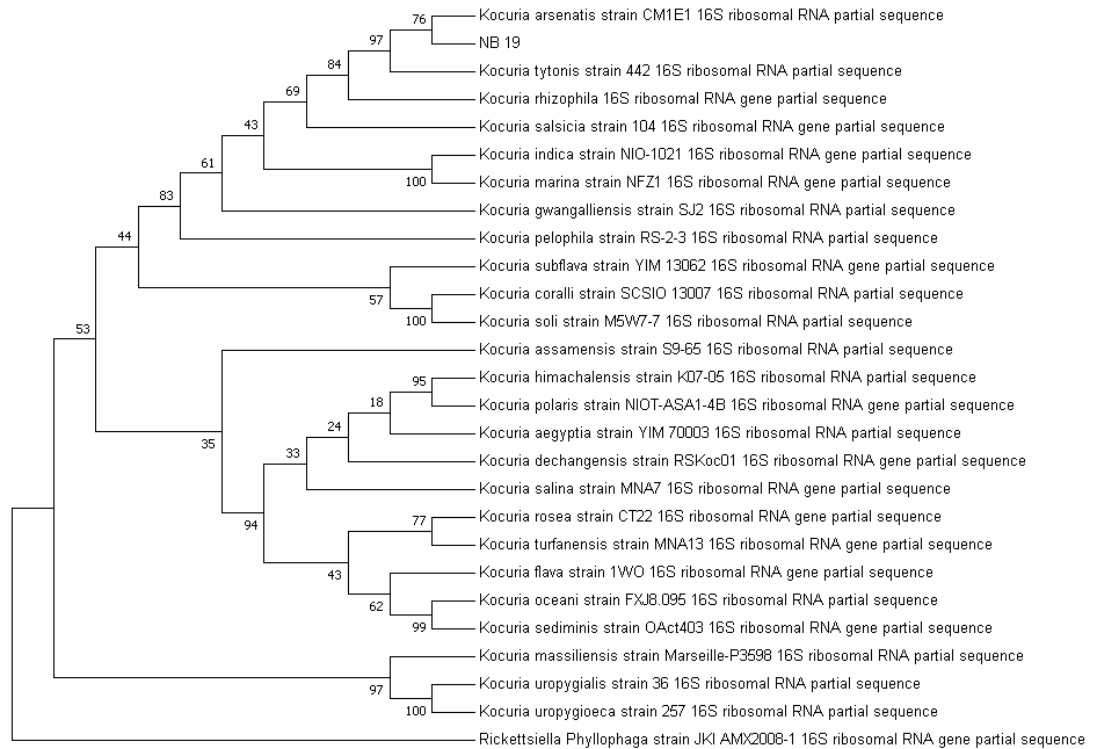 76
Kocuria arsenatis strain CM1E1 16S ribosomal RNA partial sequence
97
NB 19
84
Kocuria tytonis strain 442 16S ribosomal RNA partial sequence
69
Kocuria rhizophila 16S ribosomal RNA gene partial sequence
43
Kocuria salsicia strain 104 16S ribosomal RNA gene partial sequence
61
Kocuria indica strain NIO-1021 16S ribosomal RNA gene partial sequence
100
Kocuria marina strain NFZ1 16S ribosomal RNA gene partial sequence
83
Kocuria gwangalliensis strain SJ2 16S ribosomal RNA partial sequence
44
Kocuria pelophila strain RS-2-3 16S ribosomal RNA partial sequence
Kocuria subflava strain YIM 13062 16S ribosomal RNA gene partial sequence
57
Kocuria coralli strain SCSIO 13007 16S ribosomal RNA partial sequence
100
Kocuria soli strain M5W7-7 16S ribosomal RNA partial sequence
53
Kocuria assamensis strain S9-65 16S ribosomal RNA partial sequence
95
Kocuria himachalensis strain K07-05 16S ribosomal RNA partial sequence
18
Kocuria polaris strain NIOT-ASA1-4B 16S ribosomal RNA gene partial sequence
24
Kocuria aegyptia strain YIM 70003 16S ribosomal RNA partial sequence
35
33
Kocuria dechangensis strain RSKoc01 16S ribosomal RNA gene partial sequence
Kocuria salina strain MNA7 16S ribosomal RNA gene partial sequence
94
77
Kocuria rosea strain CT22 16S ribosomal RNA gene partial sequence
Kocuria turfanensis strain MNA13 16S ribosomal RNA gene partial sequence
43
Kocuria flava strain 1WO 16S ribosomal RNA gene partial sequence
62
Kocuria oceani strain FXJ8.095 16S ribosomal RNA partial sequence
99
Kocuria sediminis strain OAct403 16S ribosomal RNA gene partial sequence
Kocuria massiliensis strain Marseille-P3598 16S ribosomal RNA partial sequence
97
Kocuria uropygialis strain 36 16S ribosomal RNA partial sequence
100
Kocuria uropygioeca strain 257 16S ribosomal RNA partial sequence
Rickettsiella Phyllophaga strain JKI AMX2008-1 16S ribosomal RNA gene partial sequence